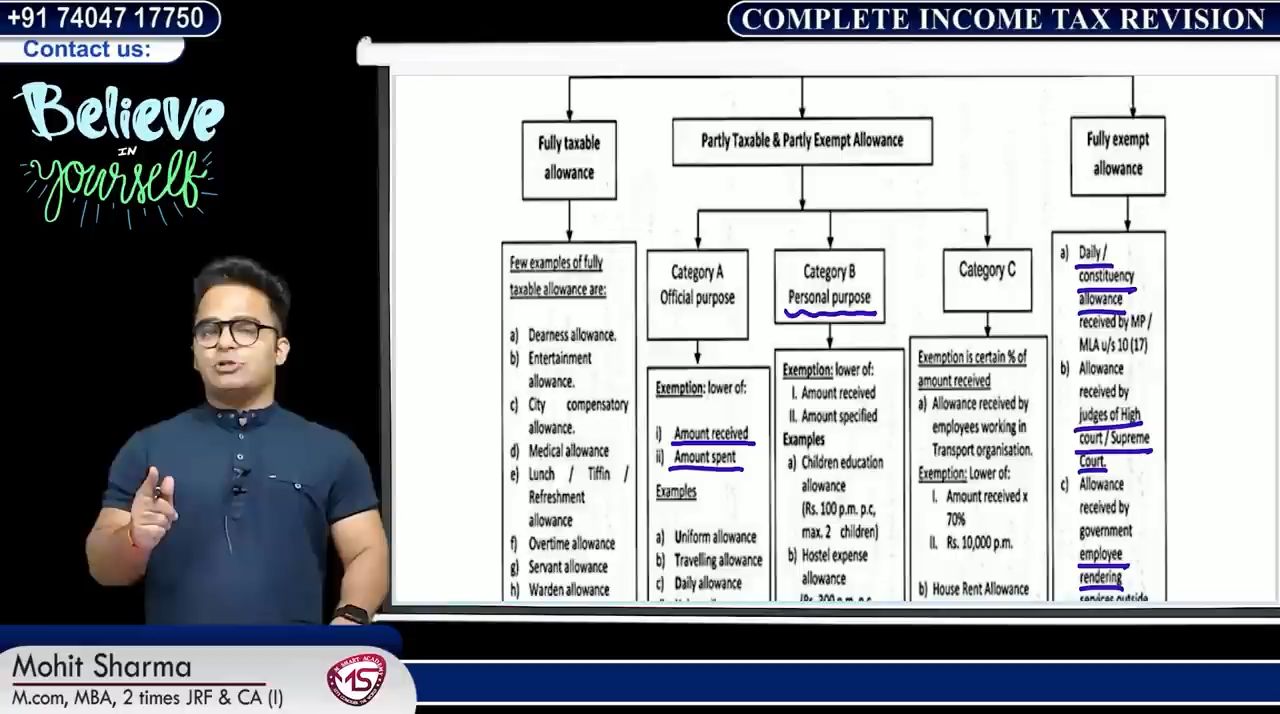 +91 74047 17750
Contact us:
COMPLETE INCOME TAX REVISION
Believe
IN
yourself
Fully taxable
allowance
Partly Taxable & Partly Exempt Allowance
Fully exempt
allowance
Few examples of fully
taxable allowance are:
a) Dearness allowance.
b) Entertainment
allowance.
c) City compensatory
allowance.
d) Medical allowance
e) Lunch / Tiffin /
Refreshment
allowance
f) Overtime allowance
g) Servant allowance
h) Warden allowance
Category A
Official purpose
Exemption: lower of:
i) Amount received
ii) Amount spent
Examples
a) Uniform allowance
b) Travelling allowance
c) Daily allowance
Category B
Personal purpose
Exemption: lower of:
I. Amount received
II. Amount specified
Examples
a) Children education
allowance
(Rs. 100 p.m. p.c,
max. 2 children)
b) Hostel expense
allowance
(Rs. 300 p.m. p.c,
Category C
Exemption is certain % of
amount received
a) Allowance received by
employees working in
Transport organisation.
Exemption: Lower of:
I. Amount received x
70%
II. Rs. 10,000 p.m.
b) House Rent Allowance
a) Daily /
constituency
allowance
received by MP /
MLA u/s 10 (17)
b) Allowance
received by
judges of High
court / Supreme
Court.
c) Allowance
received by
government
employee
rendering
services outside
Mohit Sharma
M.com, MBA, 2 times JRF & CA (I)
MS